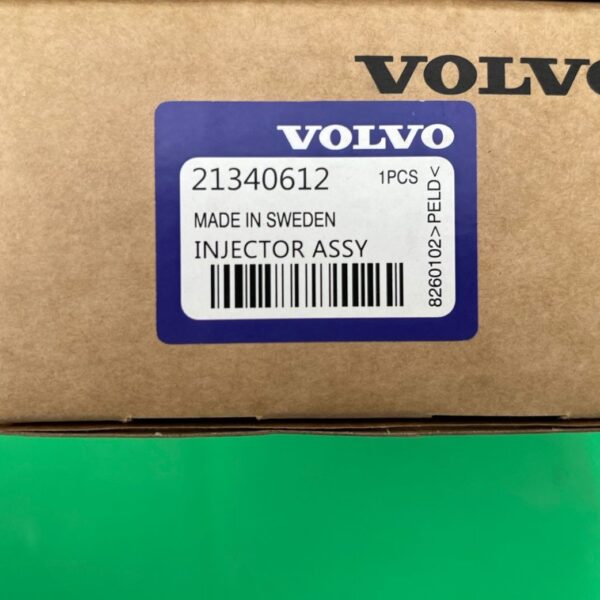 VOLVO
VOLVO
21340612 1PCS
MADE IN SWEDEN
INJECTOR ASSY
8260102>PELD<